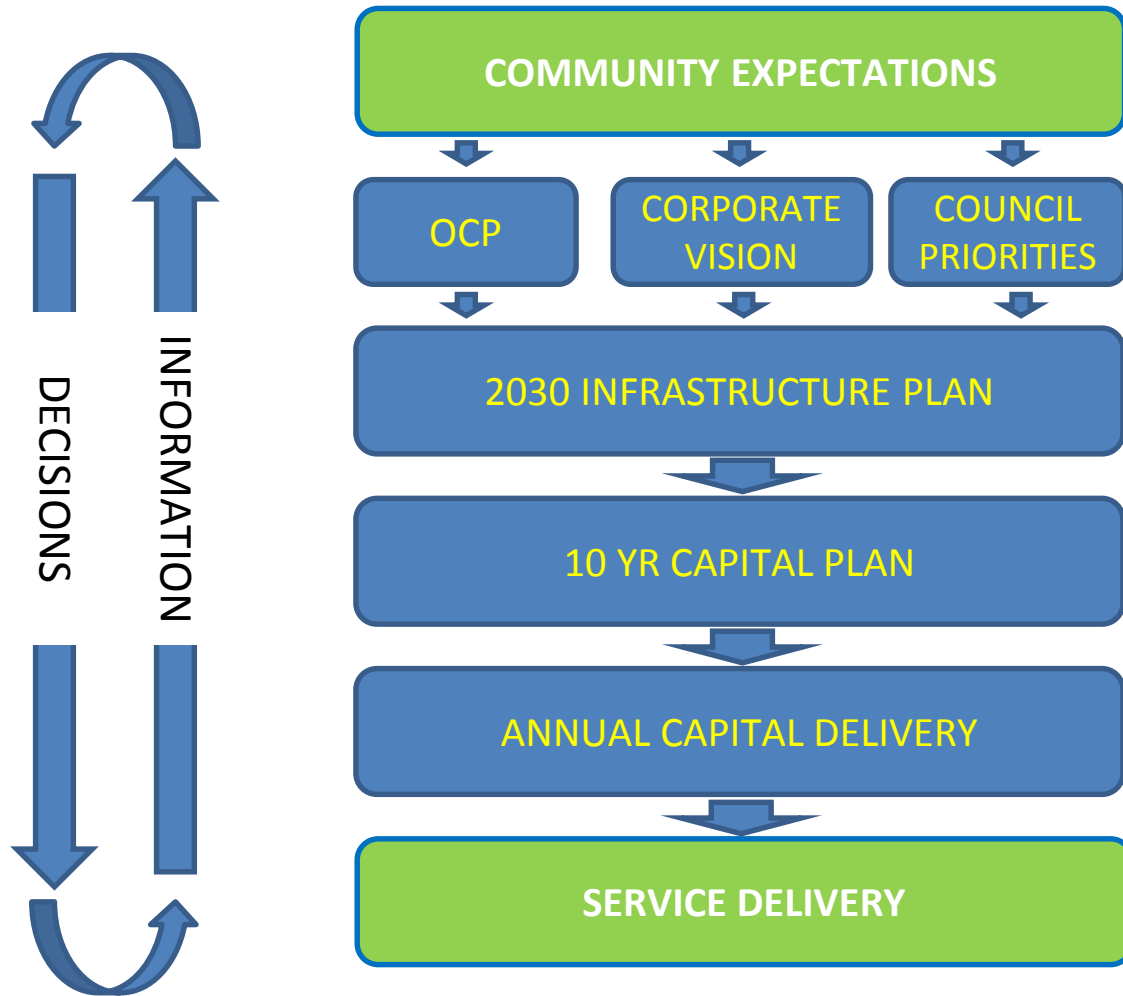 COMMUNITY EXPECTATIONS
OCP
CORPORATE
VISION
COUNCIL
PRIORITIES
2030 INFRASTRUCTURE PLAN
10 YR CAPITAL PLAN
ANNUAL CAPITAL DELIVERY
SERVICE DELIVERY
DECISIONS
INFORMATION